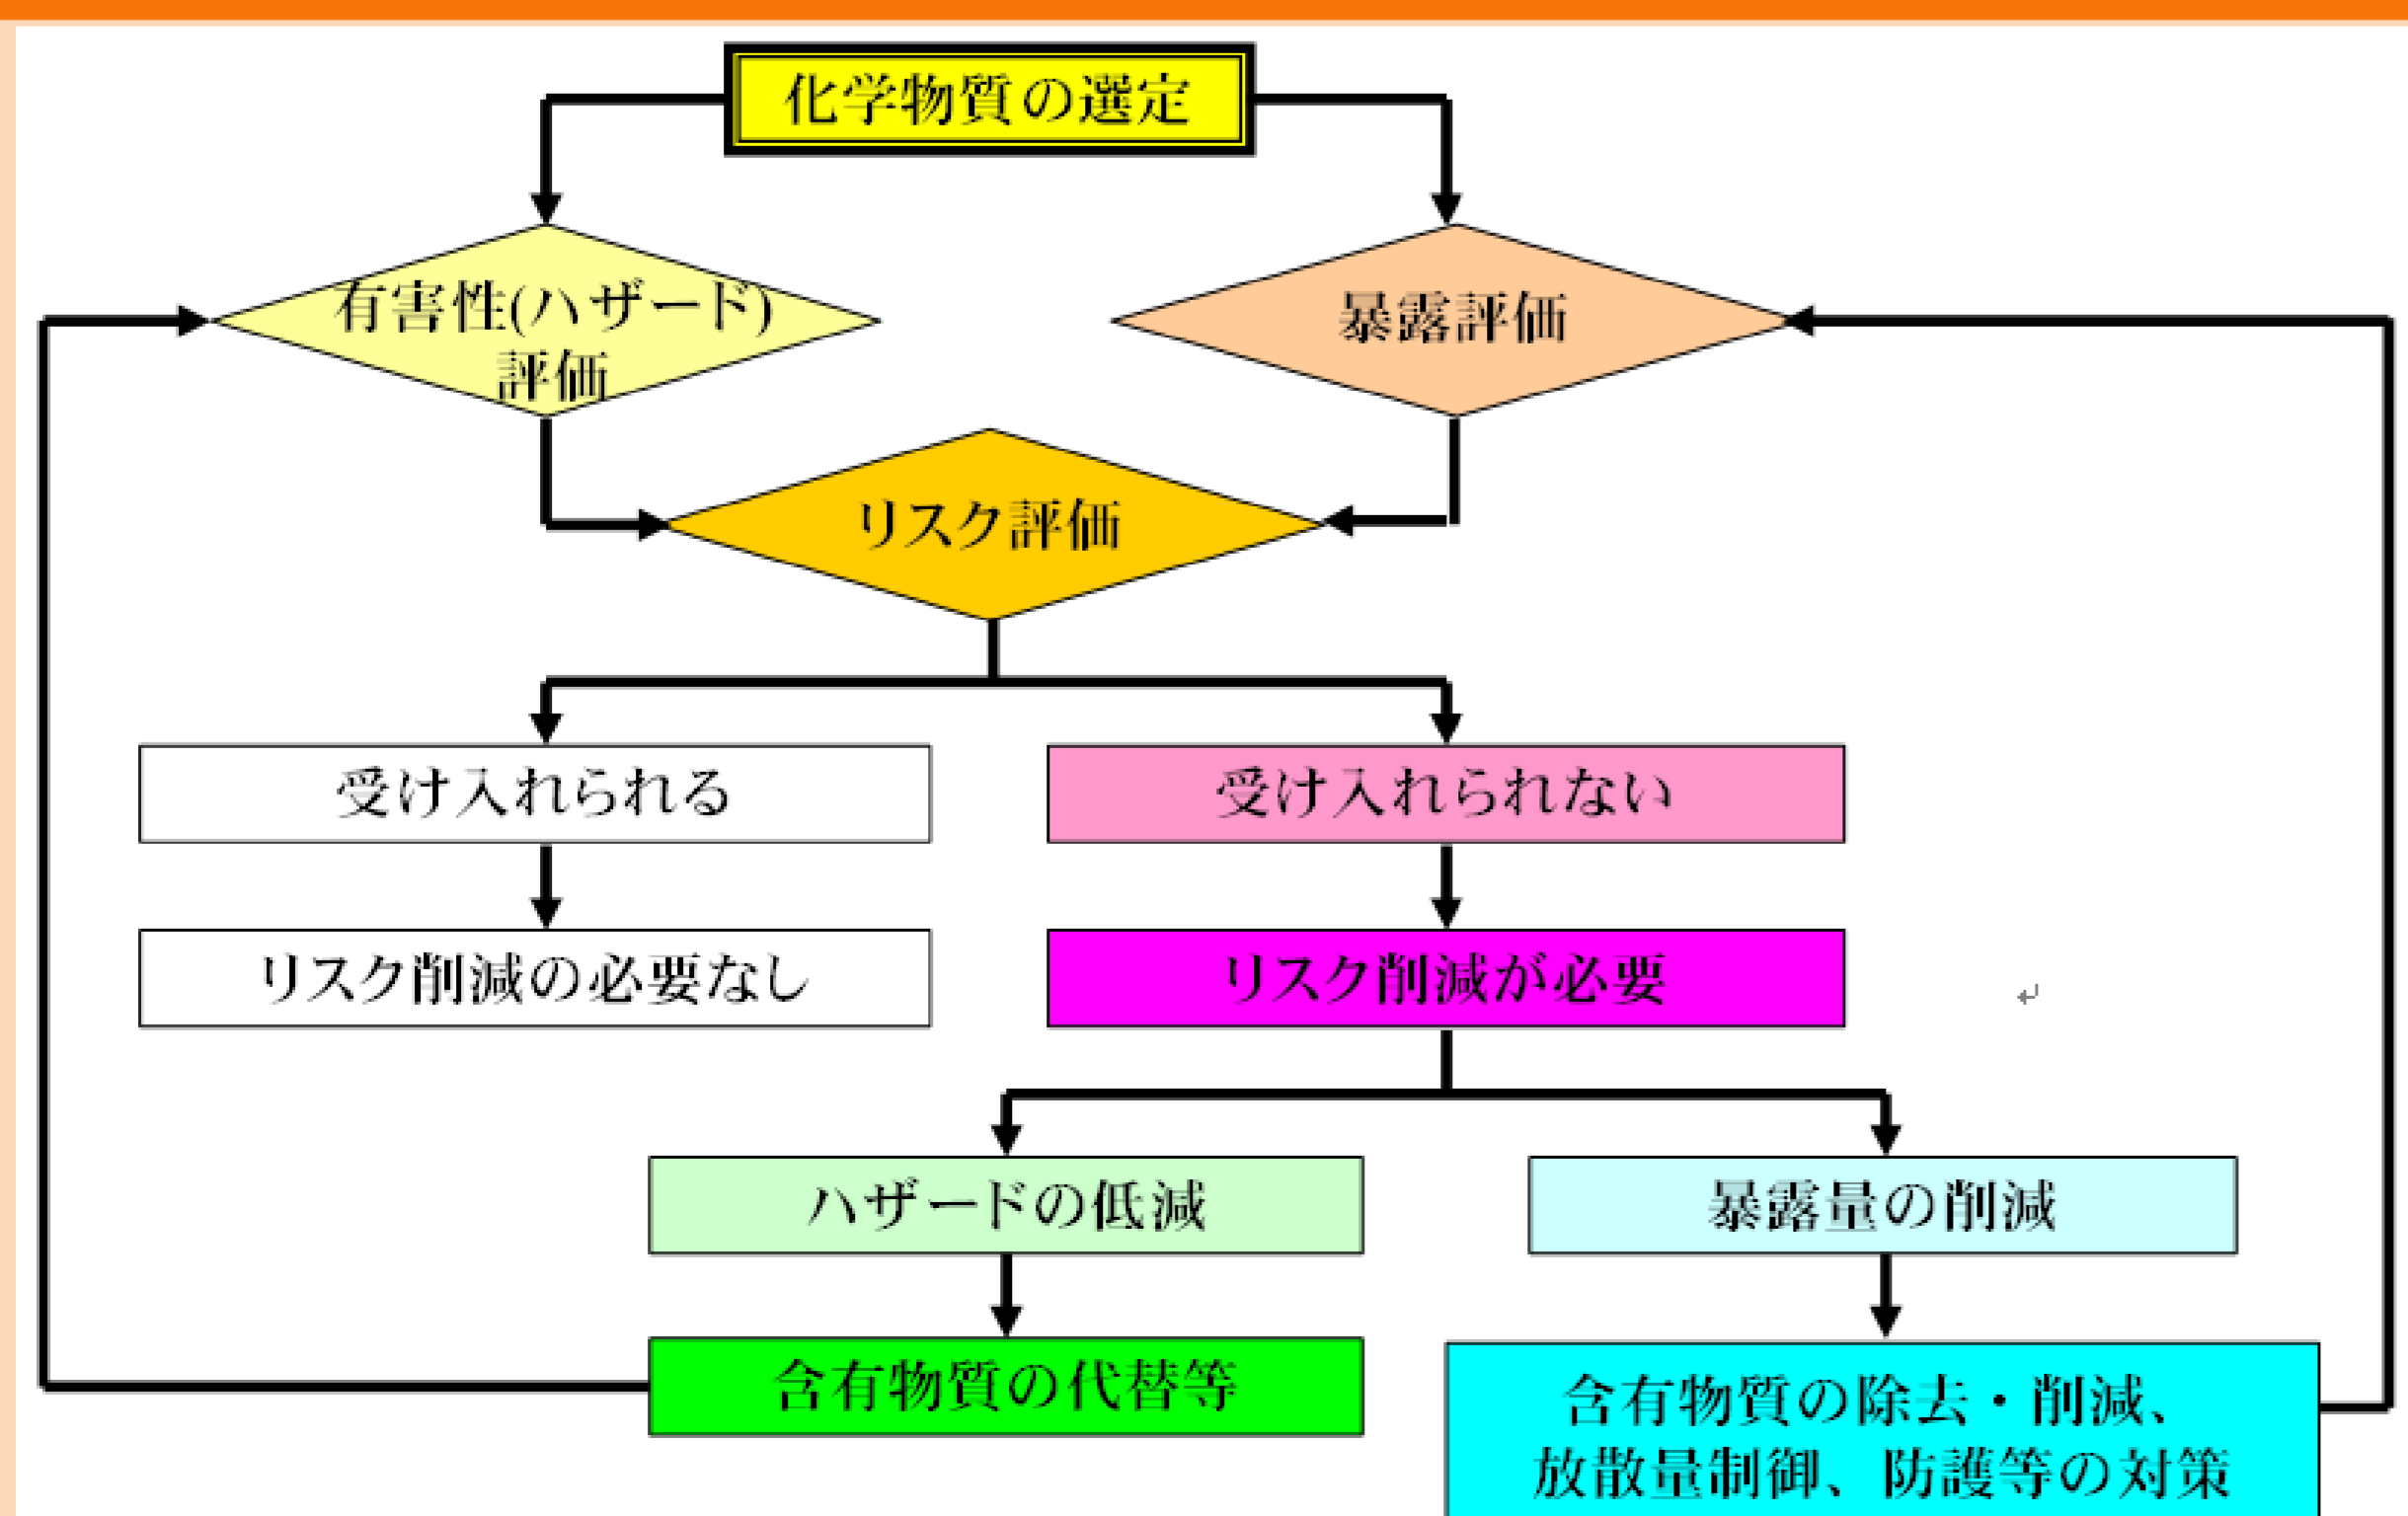 化学物質の選定
有害性(ハザード)
評価
暴露評価
リスク評価
受け入れられる
受け入れられない
リスク削減の必要なし
リスク削減が必要
ハザードの低減
暴露量の削減
含有物質の代替等
含有物質の除去・削減、
放散量制御、防護等の対策